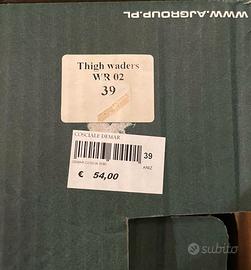 WWW.AJGROUP.PL
Thigh waders
WR 02
39
COSCIALE DEMAR
39
€ 54,00
subito